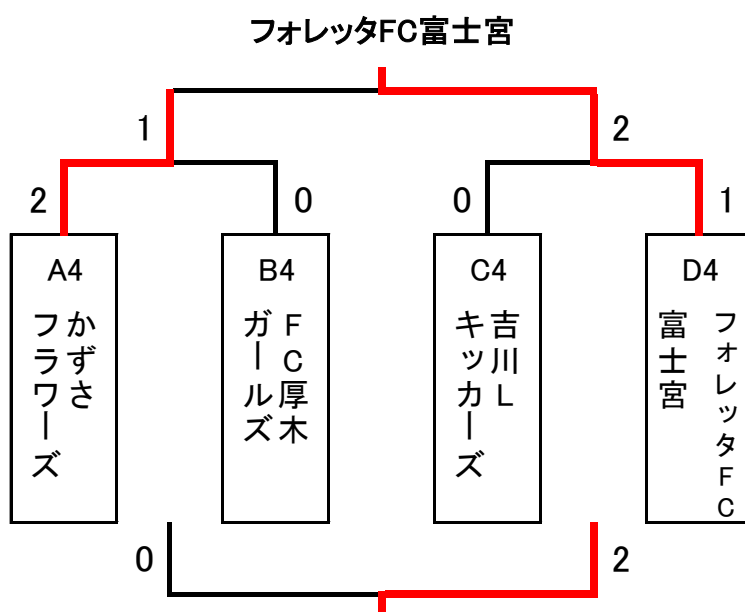 フォレッタFC富士宮
1
2
2
0
0
1
A4
かずさ
フラワーズ
B4
FC厚木
ガールズ
C4
吉川L
キッカーズ
D4
フォレッタFC
富士宮
0
2